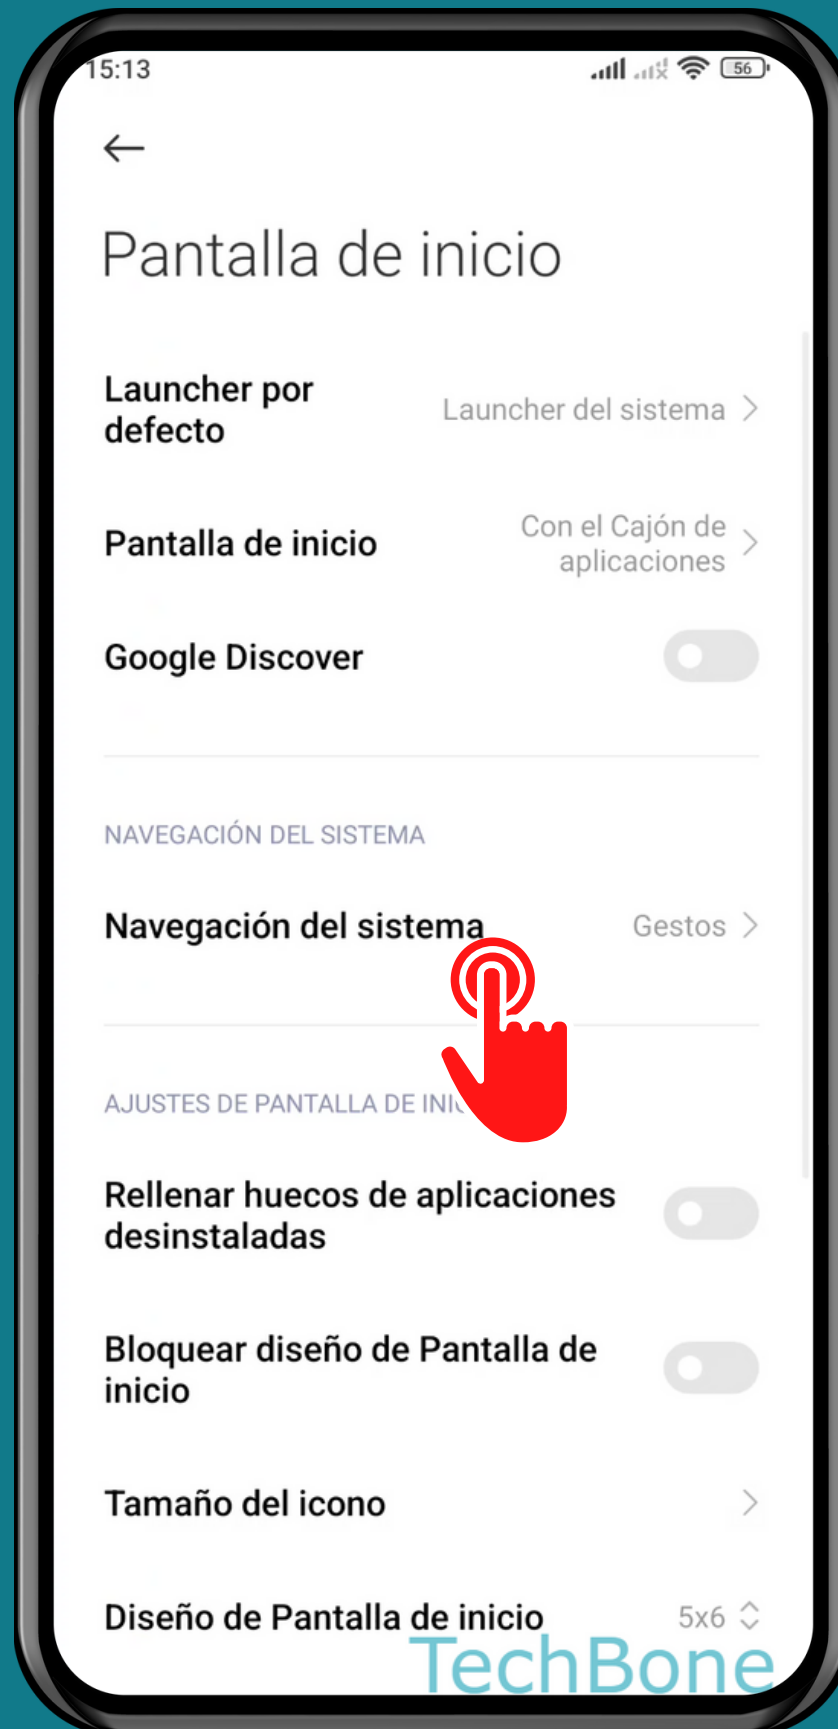 15:13
56
Pantalla de inicio
Launcher por
defecto
Launcher del sistema
Pantalla de inicio
Con el Cajón de
aplicaciones
Google Discover
NAVEGACIÓN DEL SISTEMA
Navegación del sistema
Gestos
AJUSTES DE PANTALLA DE
Rellenar huecos de aplicaciones
desinstaladas
Bloquear diseño de Pantalla de
inicio
Tamaño del icono
Diseño de Pantalla de inicio
5x6
TechBone